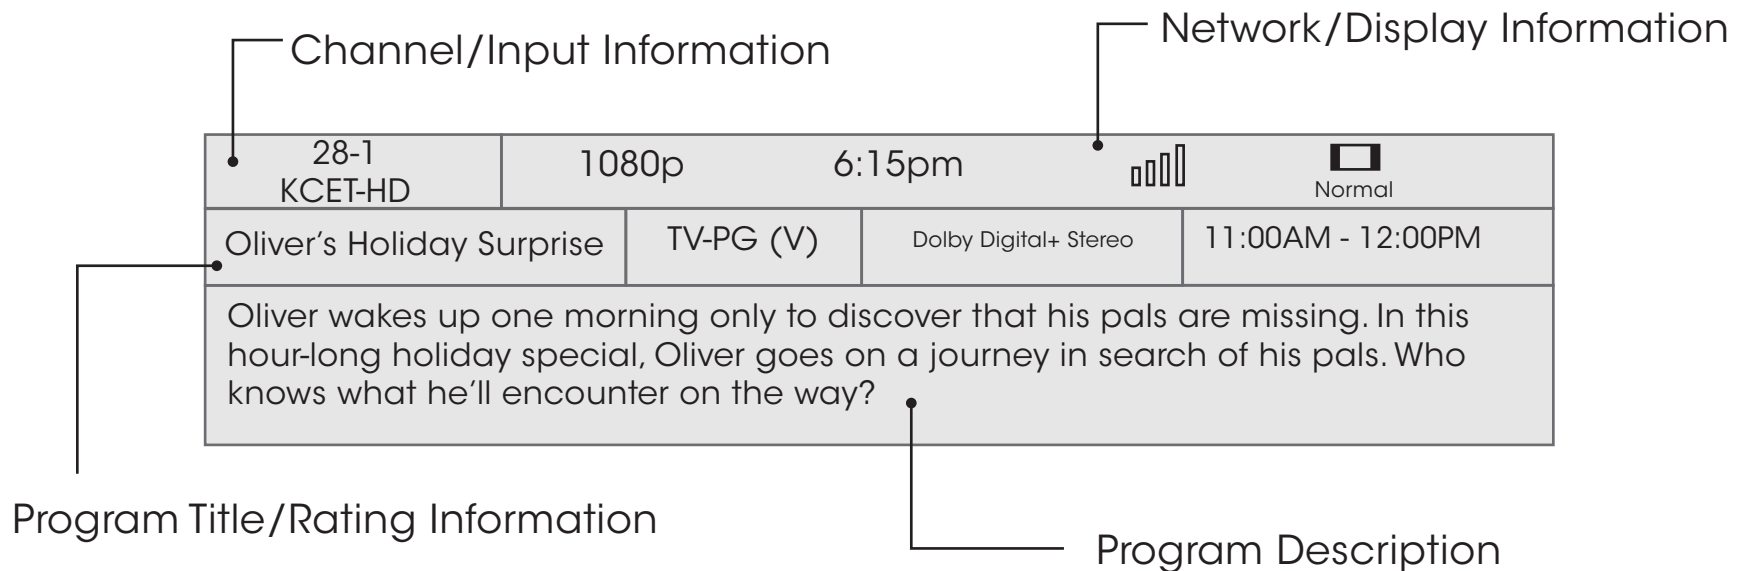 Network/Display Information
Channel/Input Information
28-1
KCET-HD
1080p
6:15pm
Normal
Oliver’s Holiday Surprise
TV-PG (V)
Dolby Digital+ Stereo
11:00AM - 12:00PM
Oliver wakes up one morning only to discover that his pals are missing. In this
hour-long holiday special, Oliver goes on a journey in search of his pals. Who
knows what he’ll encounter on the way?
Program Title/Rating Information
Program Description